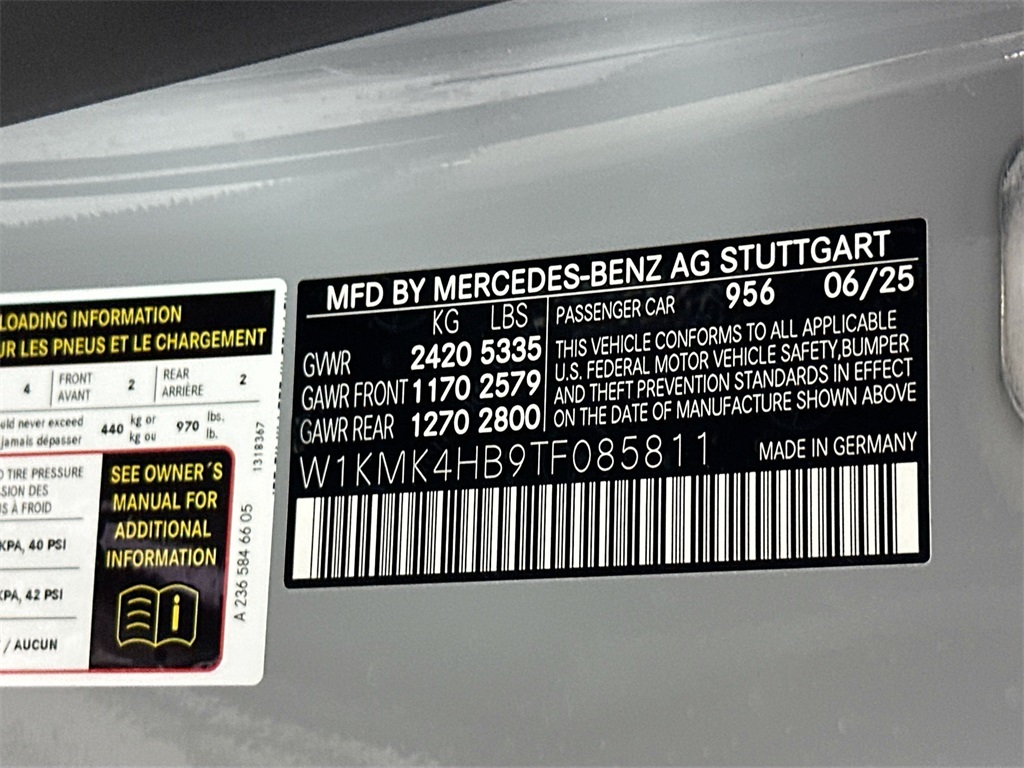 LOADING INFORMATION
UR LES PNEUS ET LE CHARGEMENT
4 FRONT AVANT 2 REAR ARRIÈRE 2
uld never exceed
jamais dépasser
440 kg or kg ou 970 lbs. lb.
TIRE PRESSURE
SION DES
S À FROID
KPA, 40 PSI
KPA, 42 PSI
/ AUCUN
SEE OWNER´S
MANUAL FOR
ADDITIONAL
INFORMATION
i
1318367
A 236 584 66 05
MFD BY MERCEDES-BENZ AG STUTTGART
KG LBS
GVWR 2420 5335
GAWR FRONT 1170 2579
GAWR REAR 1270 2800
PASSENGER CAR 956 06/25
THIS VEHICLE CONFORMS TO ALL APPLICABLE
U.S. FEDERAL MOTOR VEHICLE SAFETY,BUMPER
AND THEFT PREVENTION STANDARDS IN EFFECT
ON THE DATE OF MANUFACTURE SHOWN ABOVE
W1KMK4HB9TF085811 MADE IN GERMANY